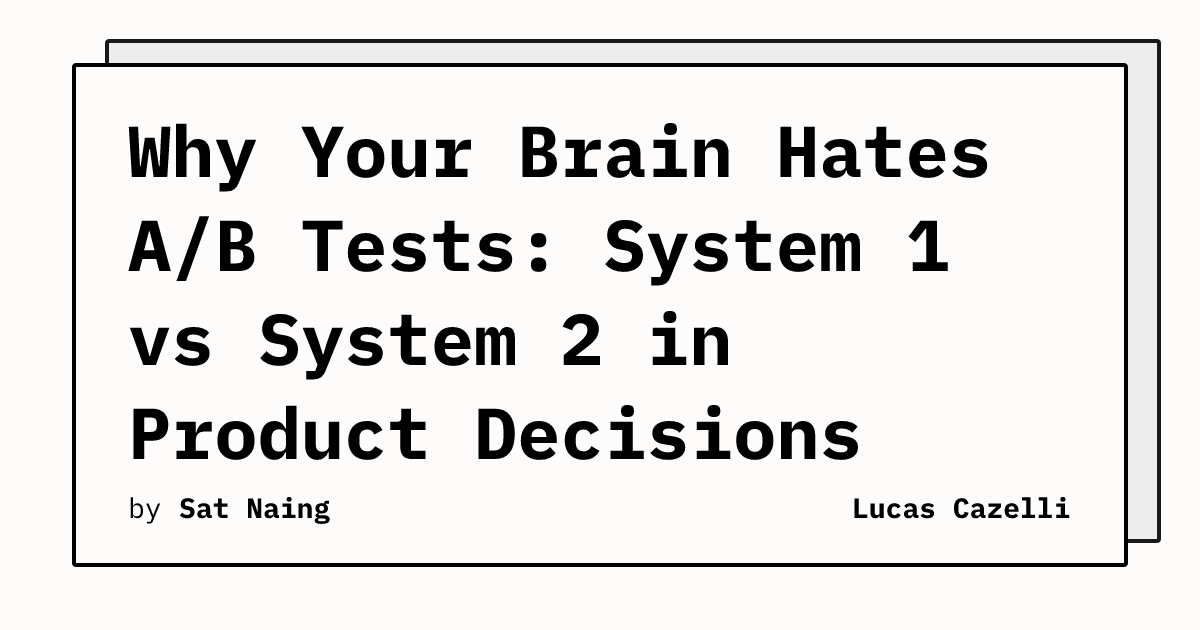 Why Your Brain Hates
A/B Tests: System 1
vs System 2 in
Product Decisions
by Sat Naing
Lucas Cazelli